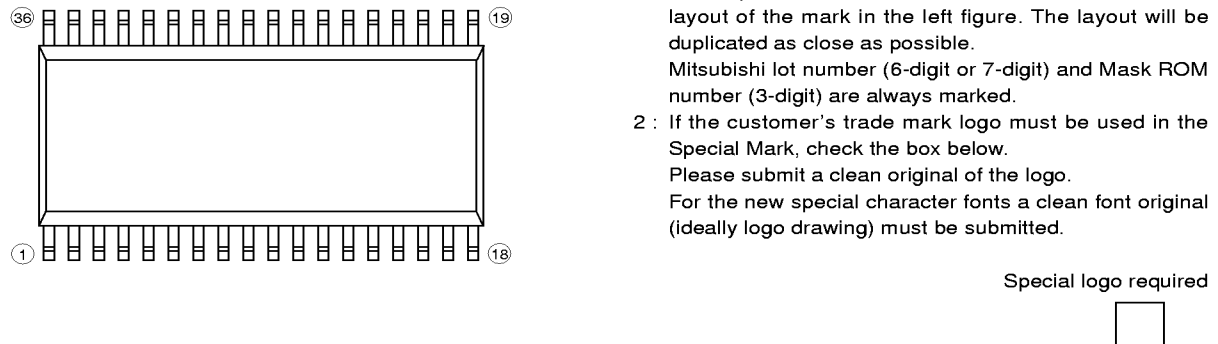 36
19
1
18
layout of the mark in the left figure. The layout will be
duplicated as close as possible.
Mitsubishi lot number (6-digit or 7-digit) and Mask ROM
number (3-digit) are always marked.
2 : If the customer's trade mark logo must be used in the
Special Mark, check the box below.
Please submit a clean original of the logo.
For the new special character fonts a clean font original
(ideally logo drawing) must be submitted.
Special logo required